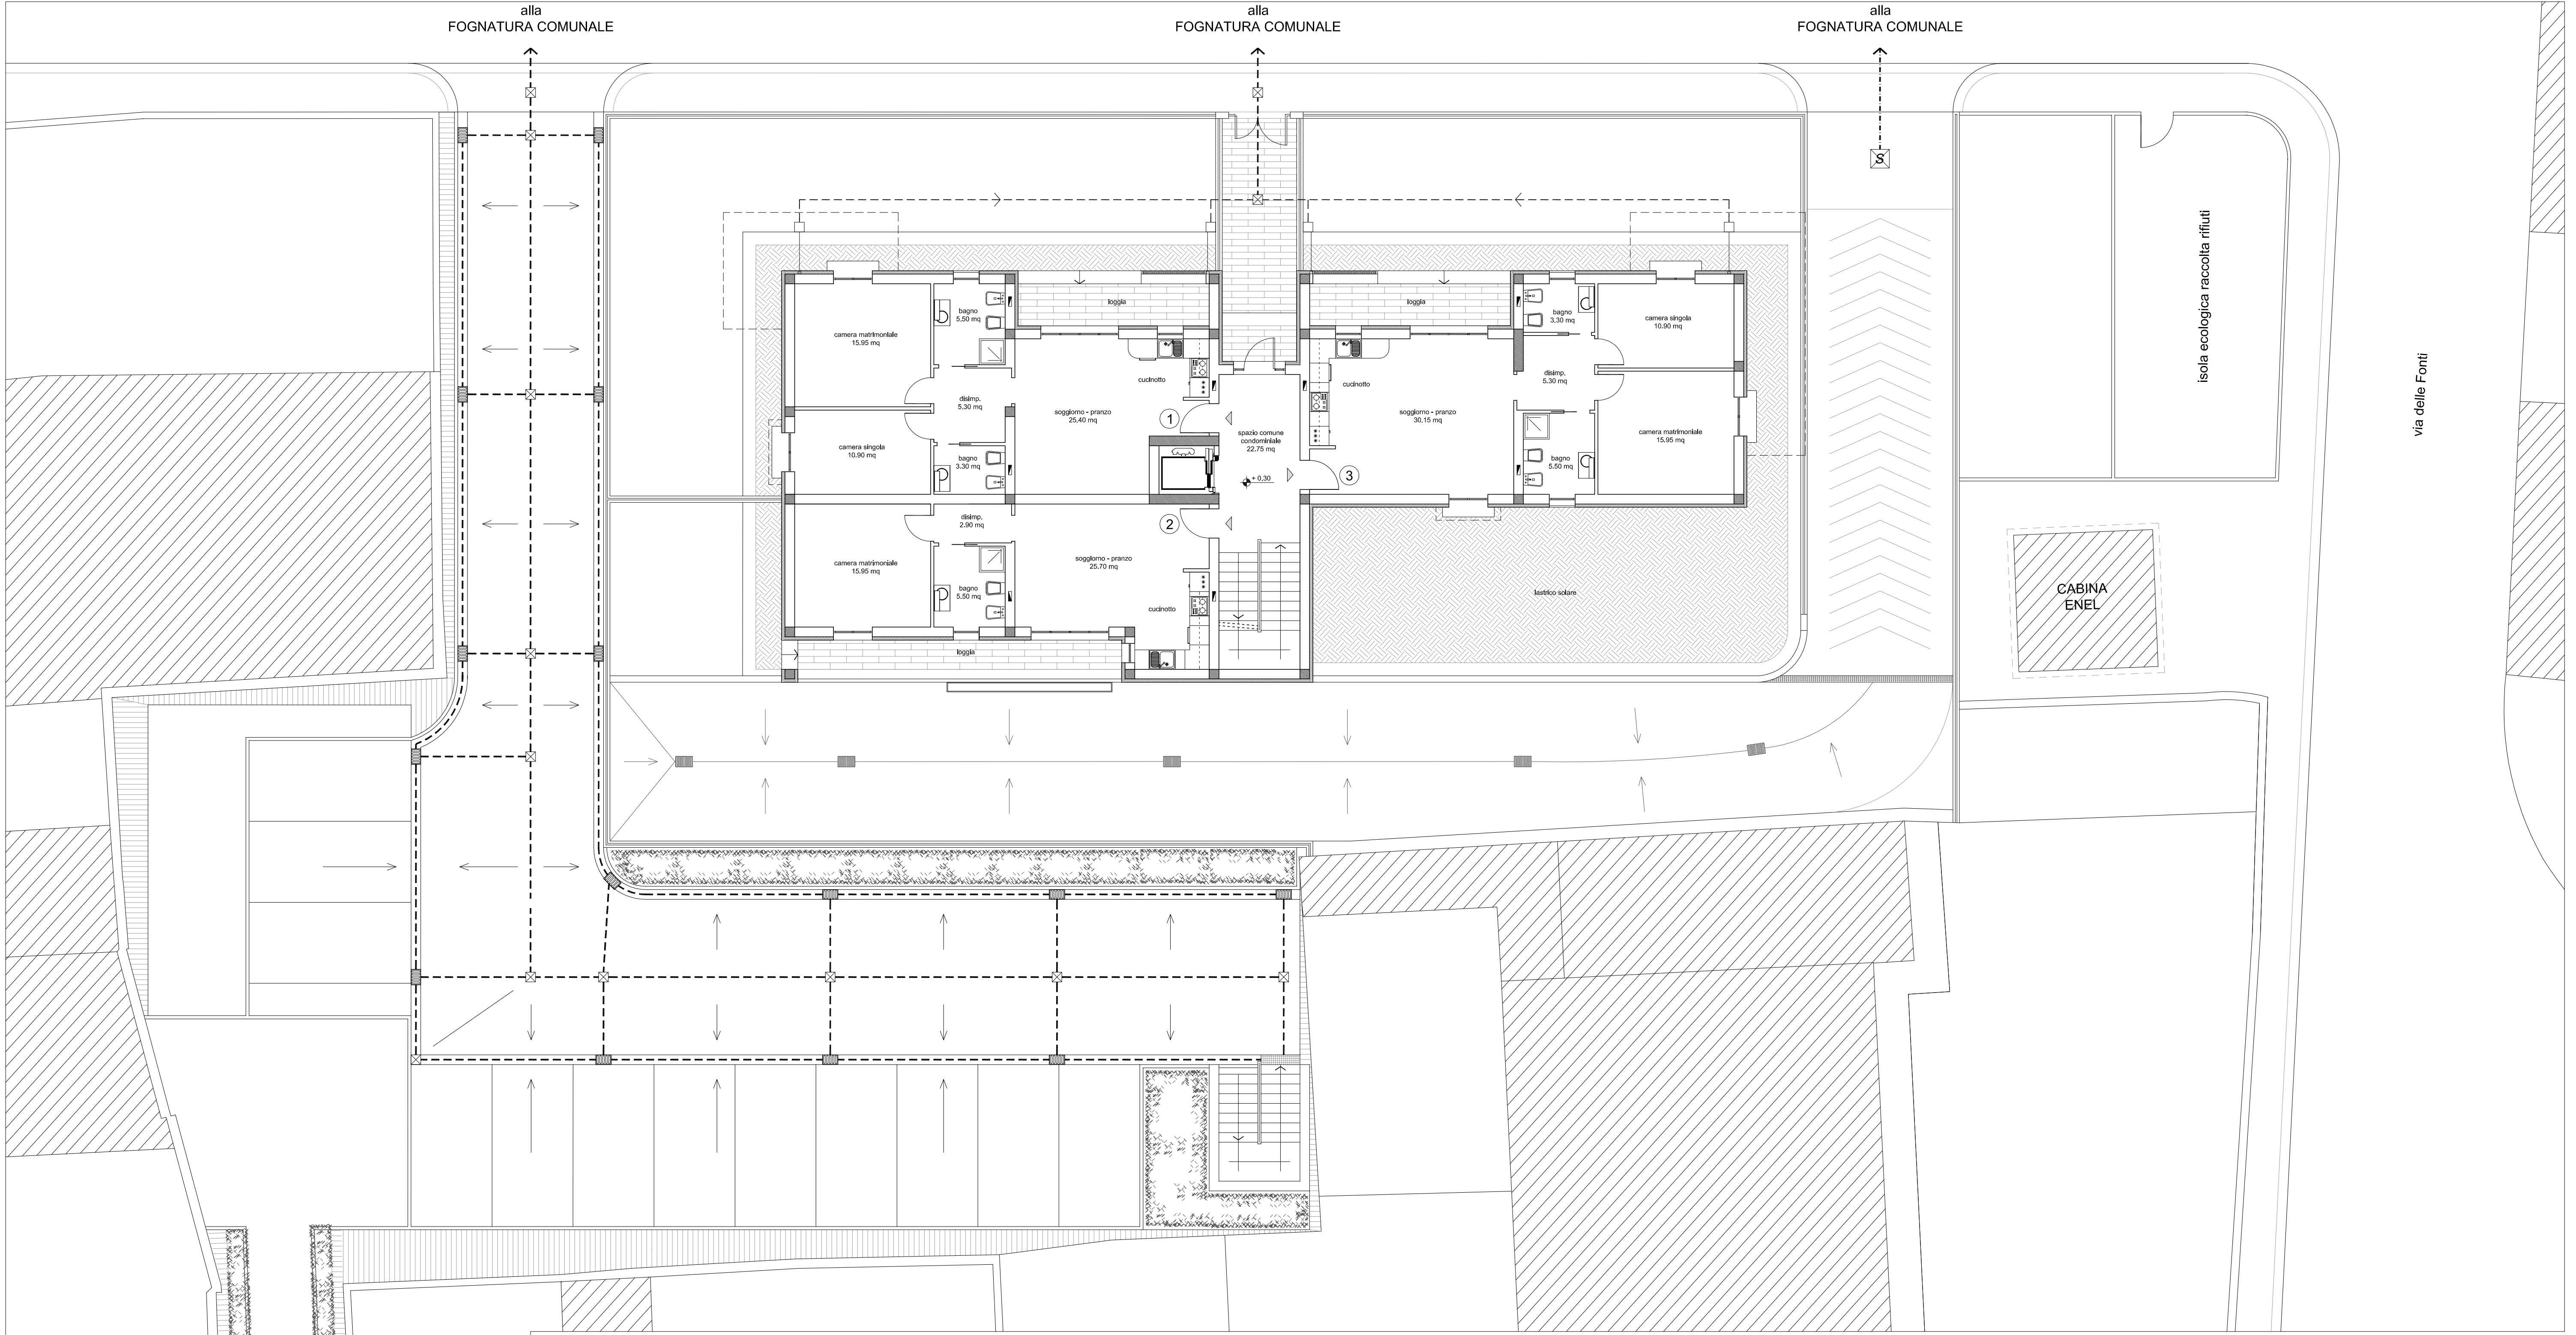 alla
FOGNATURA COMUNALE
alla
FOGNATURA COMUNALE
alla
FOGNATURA COMUNALE
S
isola ecologica raccolta rifiuti
via delle Fonti
CABINA
ENEL
camera matrimoniale
15.95 mq
bagno
5,50 mq
loggia
cucinotto
disimp.
5.30 mq
soggiorno - pranzo
25,40 mq
1
camera singola
10.90 mq
bagno
3.30 mq
spazio comune
condominiale
22.75 mq
+ 0,30
loggia
cucinotto
soggiorno - pranzo
30,15 mq
3
bagno
3.30 mq
camera singola
10.90 mq
disimp.
5.30 mq
camera matrimoniale
15.95 mq
bagno
5.50 mq
disimp.
2.90 mq
2
camera matrimoniale
15.95 mq
bagno
5.50 mq
soggiorno - pranzo
25.70 mq
cucinotto
loggia
lastrico solare